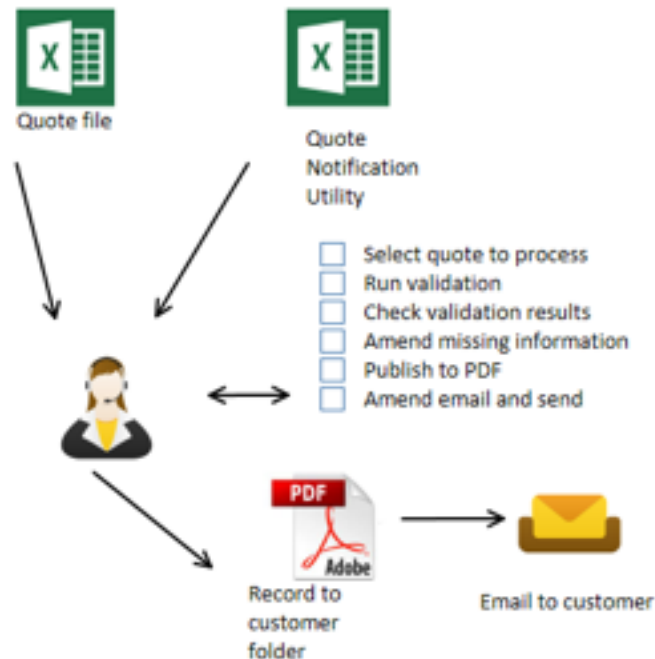 Quote file
Quote
Notification
Utility
Select quote to process
Run validation
Check validation results
Amend missing information
Publish to PDF
Amend email and send
PDF
Adobe
Record to
customer
folder
Email to customer